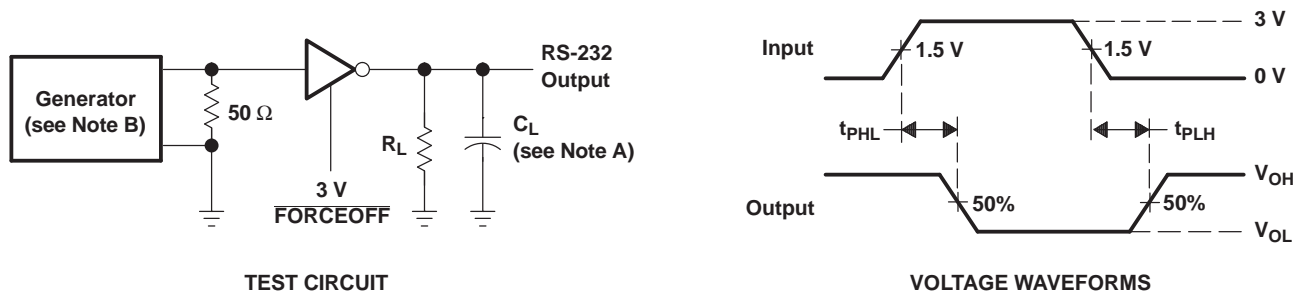 Generator
(see Note B)
50 Ω
3 V
FORCEOFF
RL
CL
(see Note A)
RS-232
Output
TEST CIRCUIT
Input
1.5 V
1.5 V
3 V
0 V
tPHL
tPLH
Output
50%
50%
VOH
VOL
VOLTAGE WAVEFORMS